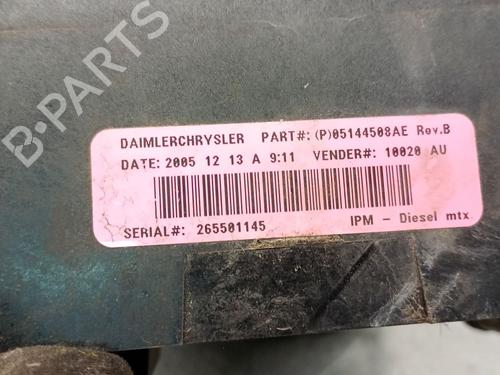 DAIMLERCHRYSLER PART#: (P)05144508AE Rev.B
DATE: 2005 12 13 A 9:11 VENDER#: 10020 AU
SERIAL#: 265501145 IPM - Diesel mtx.
B-PARTS